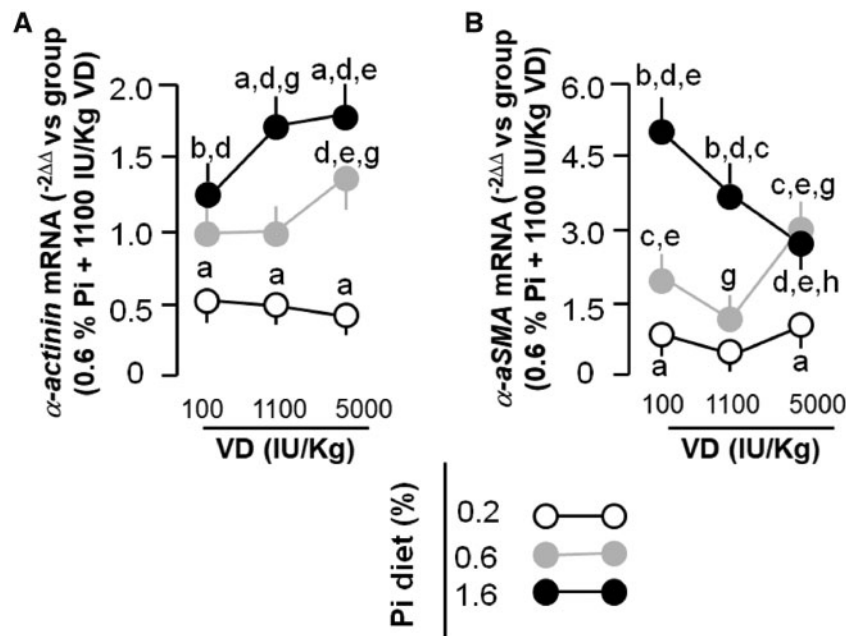 A
α-actinin mRNA (-2ΔΔ vs group
(0.6 % Pi + 1100 IU/Kg VD)
2.0
1.5
1.0
0.5
0
b,d
a,d,g
a,d,e
d,e,g
a
a
a
100 1100 5000
VD (IU/Kg)
B
α-aSMA mRNA (-2ΔΔ vs group
(0.6 % Pi + 1100 IU/Kg VD)
6.0
4.5
3.0
1.5
0
b,d,e
b,d,c
c,e,g
c,e
g
d,e,h
a
a
100 1100 5000
VD (IU/Kg)
Pi diet (%)
0.2
0.6
1.6